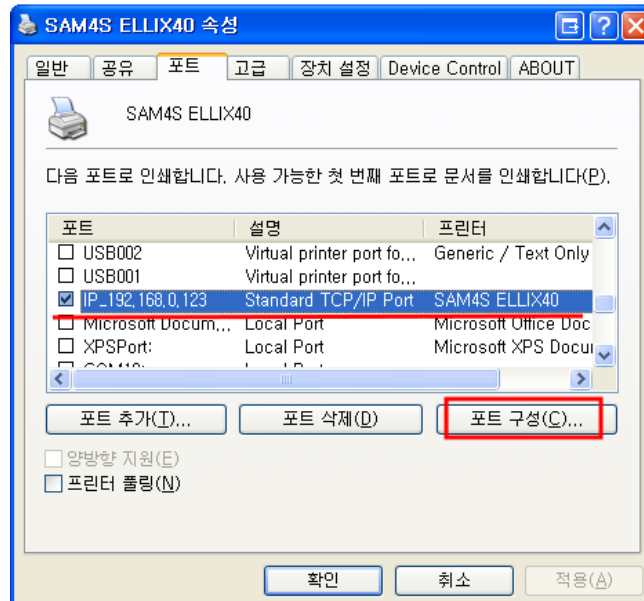 SAM4S ELLIX40 속성
일반 공유 포트 고급 장치 설정 Device Control ABOUT
SAM4S ELLIX40
다음 포트로 인쇄합니다. 사용 가능한 첫 번째 포트로 문서를 인쇄합니다(P).
포트 설명 프린터
USB002 Virtual printer port fo... Generic / Text Only
USB001 Virtual printer port fo...
IP_192.168.0.123 Standard TCP/IP Port SAM4S ELLIX40
Microsoft Docum... Local Port Microsoft Office Doc
XPSPort: Local Port Microsoft XPS Docu
포트 추가(T)... 포트 삭제(D) 포트 구성(C)...
양방향 지원(E)
프린터 풀링(N)
확인 취소 적용(A)